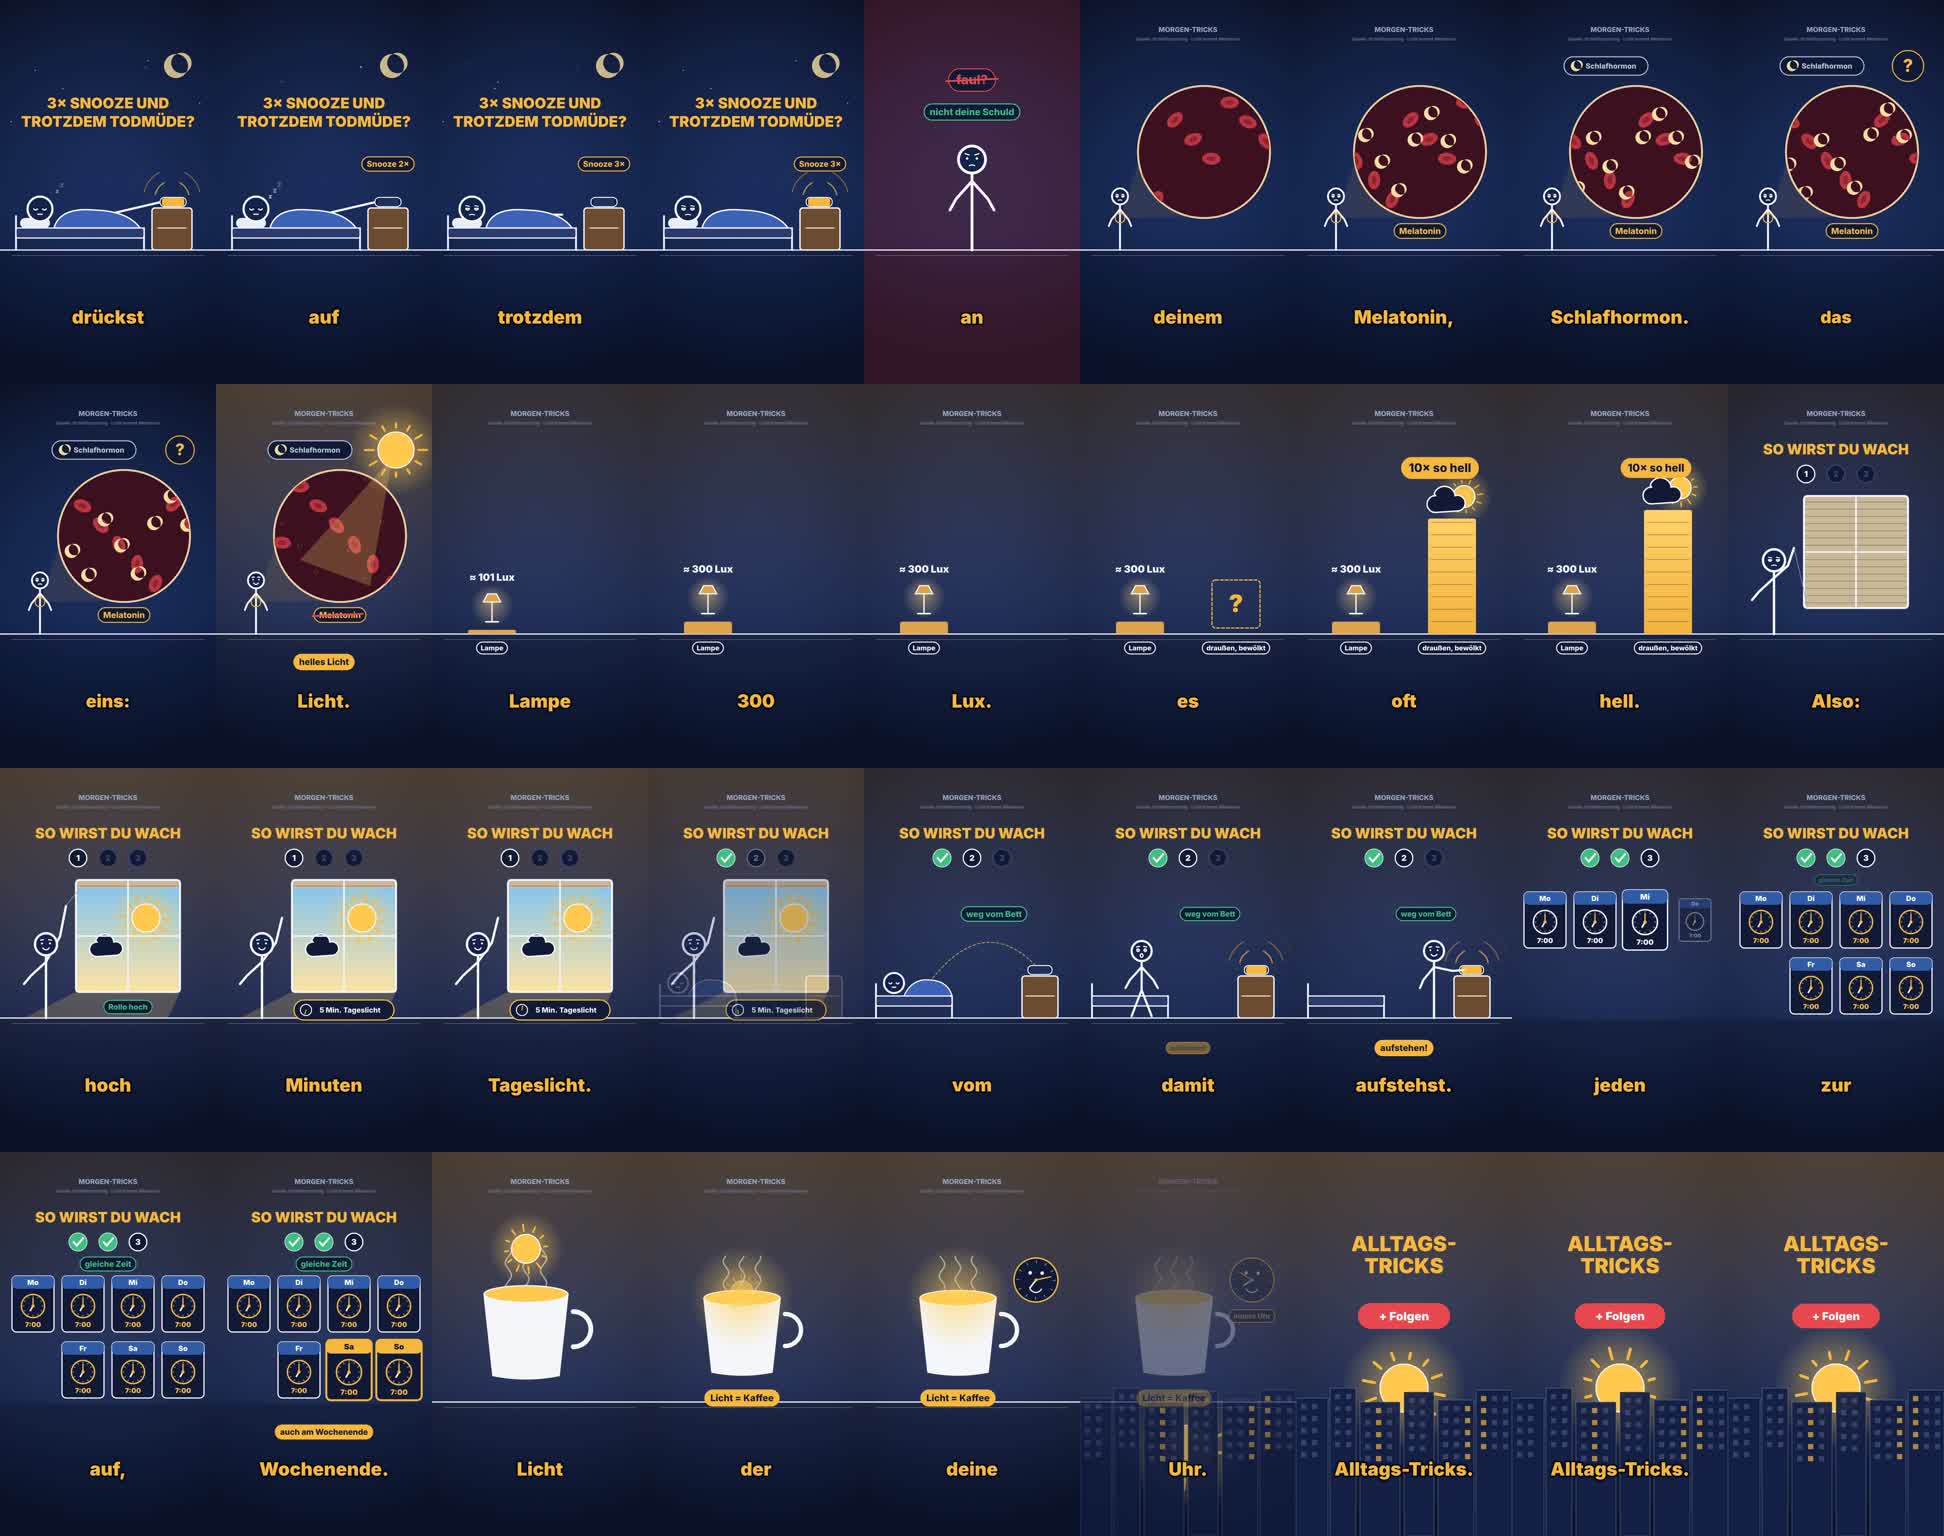 3× SNOOZE UND
TROTZDEM TODMÜDE?
drückst
3× SNOOZE UND
TROTZDEM TODMÜDE?
Snooze 2×
auf
3× SNOOZE UND
TROTZDEM TODMÜDE?
Snooze 3×
trotzdem
3× SNOOZE UND
TROTZDEM TODMÜDE?
Snooze 3×
faul?
nicht deine Schuld
an
MORGEN-TRICKS
deinem
MORGEN-TRICKS
Melatonin
Melatonin,
MORGEN-TRICKS
Schlafhormon
Melatonin
Schlafhormon.
MORGEN-TRICKS
Schlafhormon
?
Melatonin
das
MORGEN-TRICKS
Schlafhormon
?
Melatonin
eins:
MORGEN-TRICKS
Schlafhormon
Melatonin
helles Licht
Licht.
MORGEN-TRICKS
≈ 101 Lux
Lampe
Lampe
MORGEN-TRICKS
≈ 300 Lux
Lampe
300
MORGEN-TRICKS
≈ 300 Lux
Lampe
Lux.
MORGEN-TRICKS
≈ 300 Lux
?
Lampe
draußen, bewölkt
es
MORGEN-TRICKS
10× so hell
≈ 300 Lux
Lampe
draußen, bewölkt
oft
MORGEN-TRICKS
10× so hell
≈ 300 Lux
Lampe
draußen, bewölkt
hell.
MORGEN-TRICKS
SO WIRST DU WACH
1 2 3
Also:
MORGEN-TRICKS
SO WIRST DU WACH
1 2 3
Rollo hoch
hoch
MORGEN-TRICKS
SO WIRST DU WACH
1 2 3
5 Min. Tageslicht
Minuten
MORGEN-TRICKS
SO WIRST DU WACH
1 2 3
5 Min. Tageslicht
Tageslicht.
MORGEN-TRICKS
SO WIRST DU WACH
2 3
5 Min. Tageslicht
MORGEN-TRICKS
SO WIRST DU WACH
2 3
weg vom Bett
vom
MORGEN-TRICKS
SO WIRST DU WACH
2 3
weg vom Bett
damit
MORGEN-TRICKS
SO WIRST DU WACH
2 3
weg vom Bett
aufstehen!
aufstehst.
MORGEN-TRICKS
SO WIRST DU WACH
3
Mo Di Mi Do
7:00 7:00 7:00 7:00
jeden
MORGEN-TRICKS
SO WIRST DU WACH
3
gleiche Zeit
Mo Di Mi Do
7:00 7:00 7:00 7:00
Fr Sa So
7:00 7:00 7:00
zur
MORGEN-TRICKS
SO WIRST DU WACH
3
gleiche Zeit
Mo Di Mi Do
7:00 7:00 7:00 7:00
Fr Sa So
7:00 7:00 7:00
auf,
MORGEN-TRICKS
SO WIRST DU WACH
3
gleiche Zeit
Mo Di Mi Do
7:00 7:00 7:00 7:00
Fr Sa So
7:00 7:00 7:00
auch am Wochenende
Wochenende.
MORGEN-TRICKS
Licht
MORGEN-TRICKS
Licht = Kaffee
der
MORGEN-TRICKS
Licht = Kaffee
deine
MORGEN-TRICKS
innere Uhr
Licht = Kaffee
Uhr.
ALLTAGS-
TRICKS
+ Folgen
Alltags-Tricks.
ALLTAGS-
TRICKS
+ Folgen
Alltags-Tricks.
ALLTAGS-
TRICKS
+ Folgen